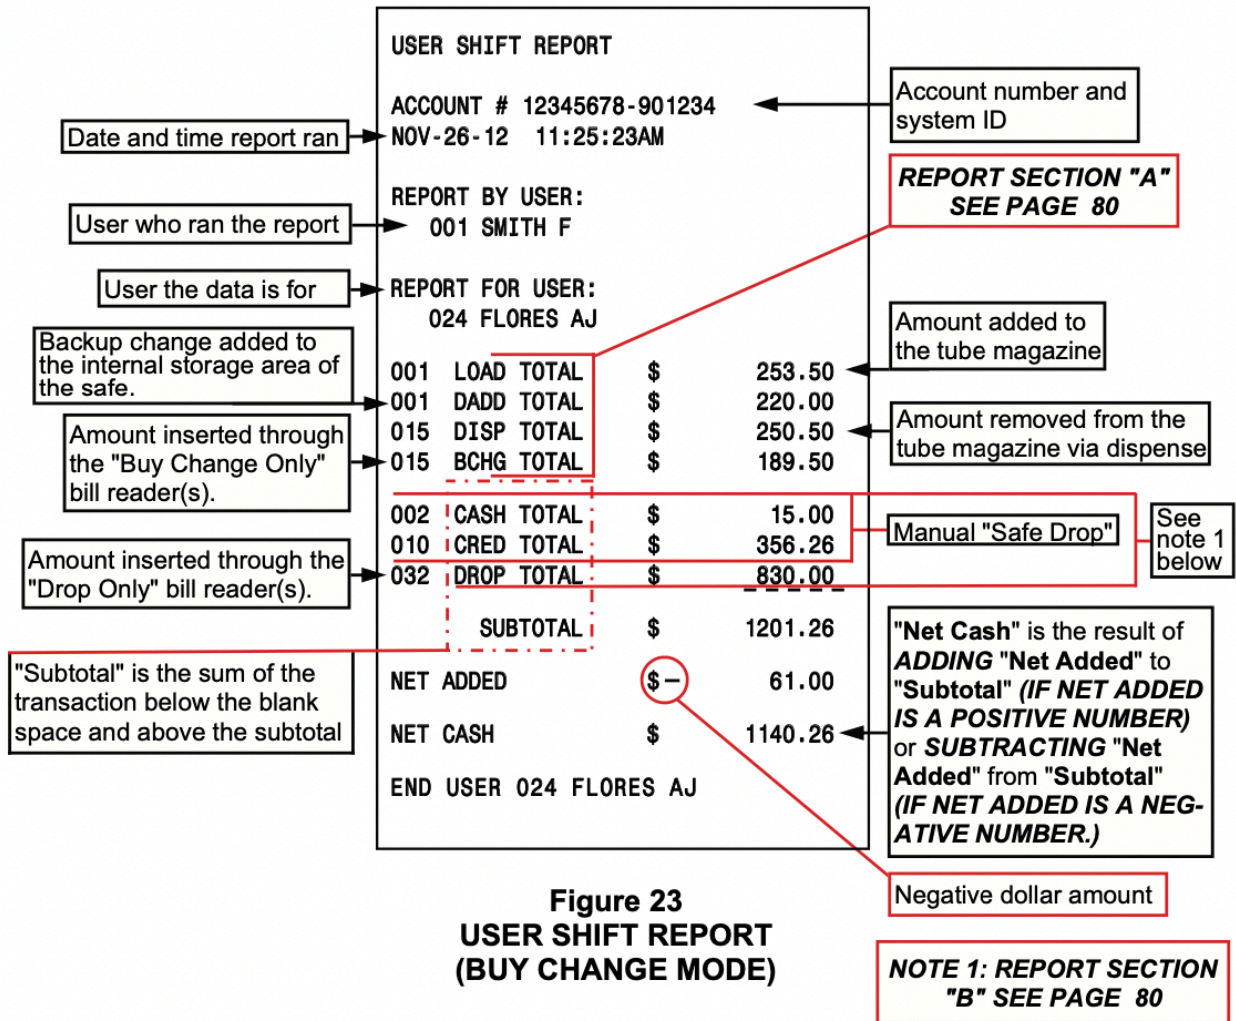 USER SHIFT REPORT
ACCOUNT # 12345678-901234
NOV-26-12 11:25:23AM
REPORT BY USER:
001 SMITH F
REPORT FOR USER:
024 FLORES AJ
001 LOAD TOTAL $ 253.50
001 DADD TOTAL $ 220.00
015 DISP TOTAL $ 250.50
015 BCHG TOTAL $ 189.50
002 CASH TOTAL $ 15.00
010 CRED TOTAL $ 356.26
032 DROP TOTAL $ 830.00
SUBTOTAL $ 1201.26
NET ADDED $- 61.00
NET CASH $ 1140.26
END USER 024 FLORES AJ
Date and time report ran
User who ran the report
User the data is for
Backup change added to
the internal storage area of
the safe.
Amount inserted through
the "Buy Change Only"
bill reader(s).
Amount inserted through the
"Drop Only" bill reader(s).
"Subtotal" is the sum of the
transaction below the blank
space and above the subtotal
Account number and
system ID
REPORT SECTION "A"
SEE PAGE 80
Amount added to
the tube magazine
Amount removed from the
tube magazine via dispense
Manual "Safe Drop"
See
note 1
below
"Net Cash" is the result of
ADDING "Net Added" to
"Subtotal" (IF NET ADDED
IS A POSITIVE NUMBER)
or SUBTRACTING "Net
Added" from "Subtotal"
(IF NET ADDED IS A NEG-
ATIVE NUMBER.)
Negative dollar amount
Figure 23
USER SHIFT REPORT
(BUY CHANGE MODE)
NOTE 1: REPORT SECTION
"B" SEE PAGE 80